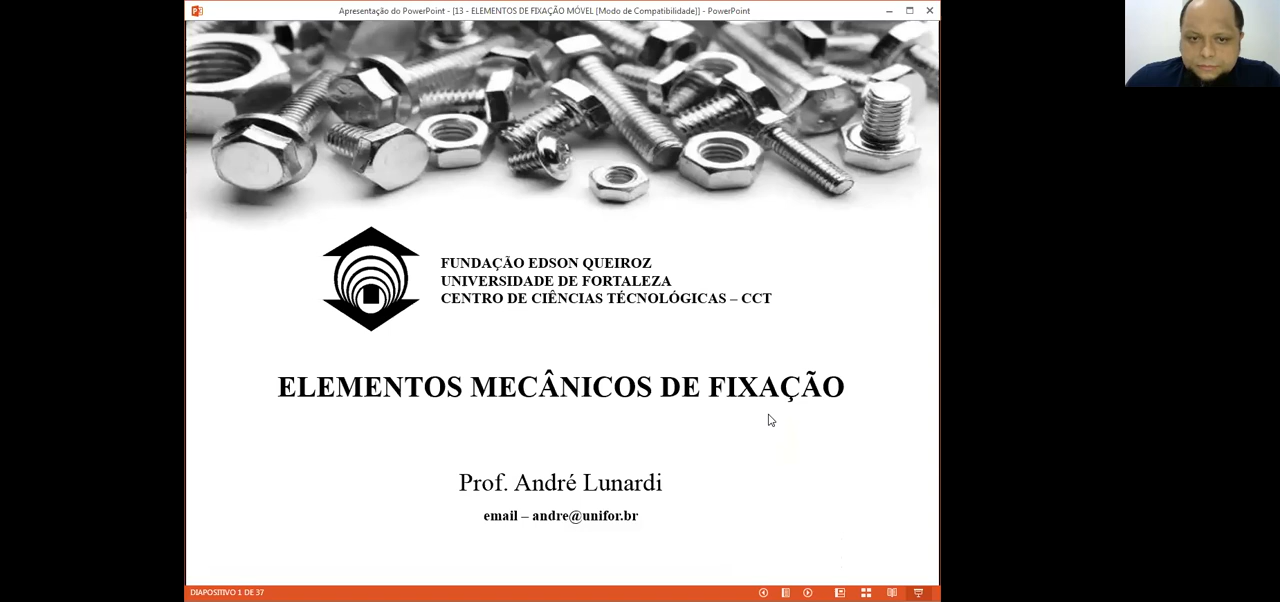 Apresentação do PowerPoint - [13 - ELEMENTOS DE FIXAÇÃO MÓVEL [Modo de Compatibilidade]] - PowerPoint
FUNDAÇÃO EDSON QUEIROZ
UNIVERSIDADE DE FORTALEZA
CENTRO DE CIÊNCIAS TÉCNOLÓGICAS – CCT
ELEMENTOS MECÂNICOS DE FIXAÇÃO
Prof. André Lunardi
email – andre@unifor.br
DIAPOSITIVO 1 DE 37